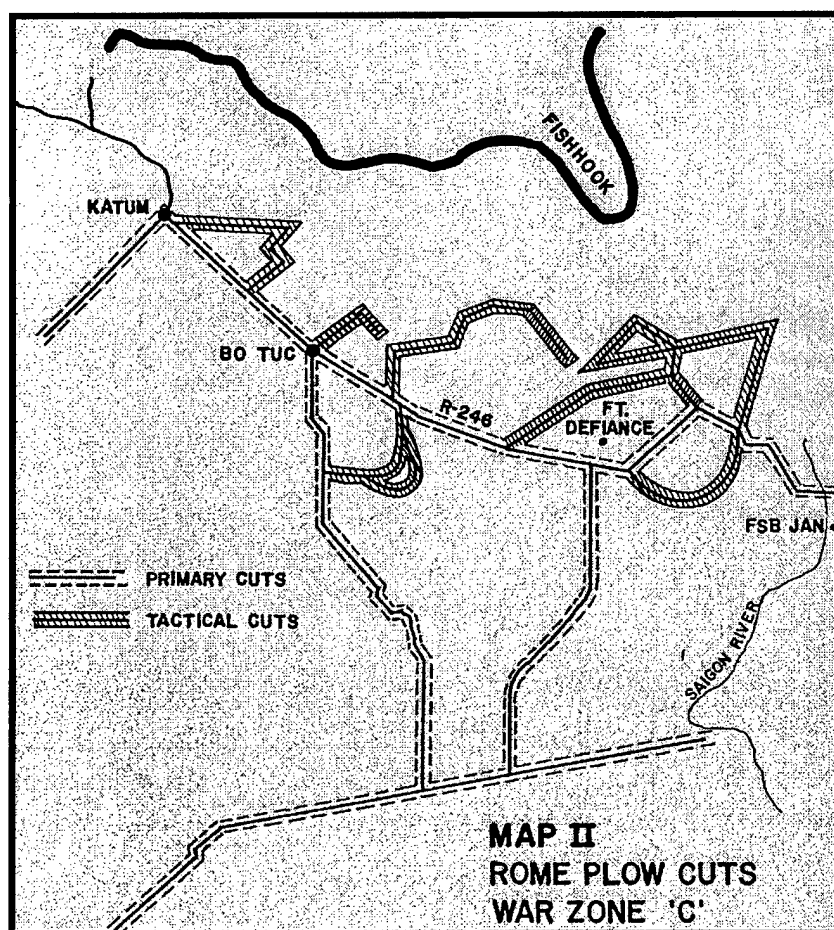 FISHHOOK
KATUM
BO TUC
R-246
FT.
DEFIANCE
FSB JAN
PRIMARY CUTS
TACTICAL CUTS
SAIGON RIVER
MAP II
ROME PLOW CUTS
WAR ZONE 'C'